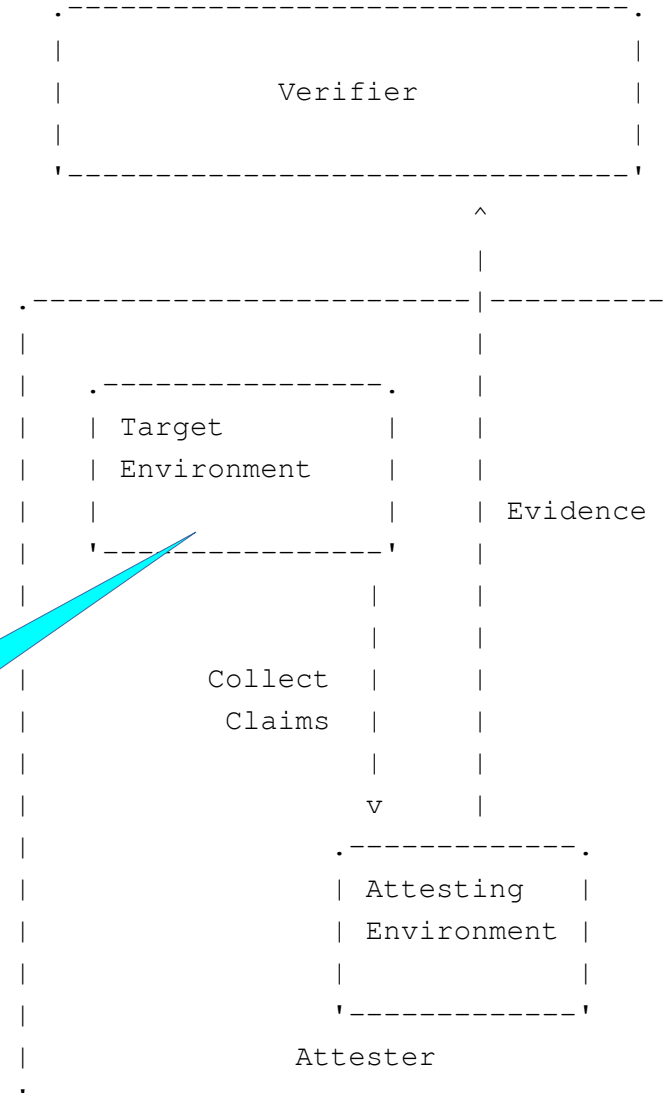 Verifier
Target
Environment
Evidence
Collect
Claims
Attesting
Environment
Attester